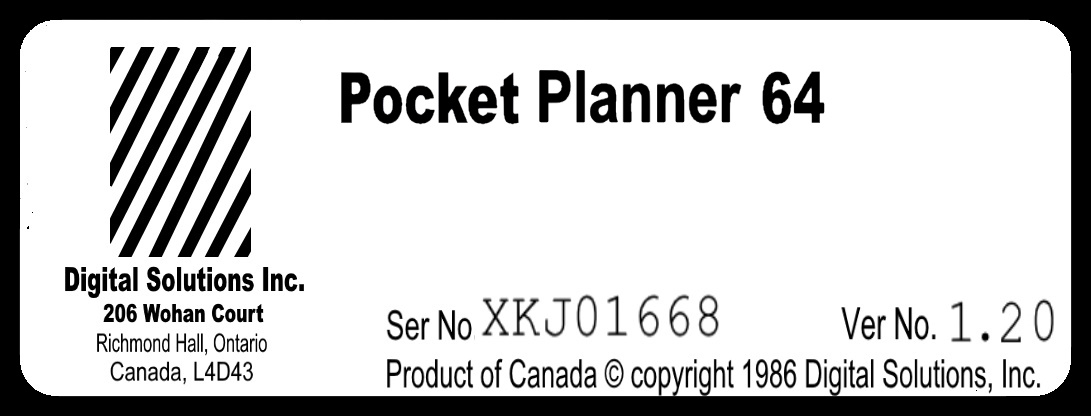 Pocket Planner 64
Digital Solutions Inc.
206 Wohan Court
Richmond Hall, Ontario
Canada, L4D43
Ser No XKJ01668 Ver No. 1.20
Product of Canada © copyright 1986 Digital Solutions, Inc.